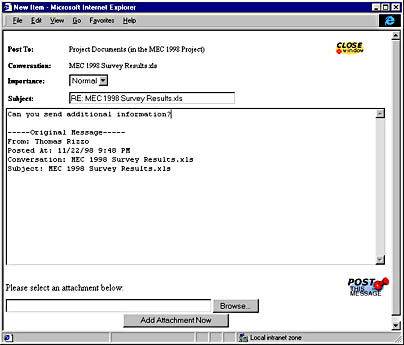 New Item - Microsoft Internet Explorer
File Edit View Go Favorites Help
Post To: Project Documents (in the MEC 1998 Project)
CLOSE
window
Conversation: MEC 1998 Survey Results.xls
Importance: Normal
Subject: RE: MEC 1998 Survey Results.xls
Can you send additional information?
-----Original Message-----
From: Thomas Rizzo
Posted At: 11/22/98 9:48 PM
Conversation: MEC 1998 Survey Results.xls
Subject: MEC 1998 Survey Results.xls
POST
THIS
MESSAGE
Please select an attachment below:
Browse...
Add Attachment Now
Local intranet zone